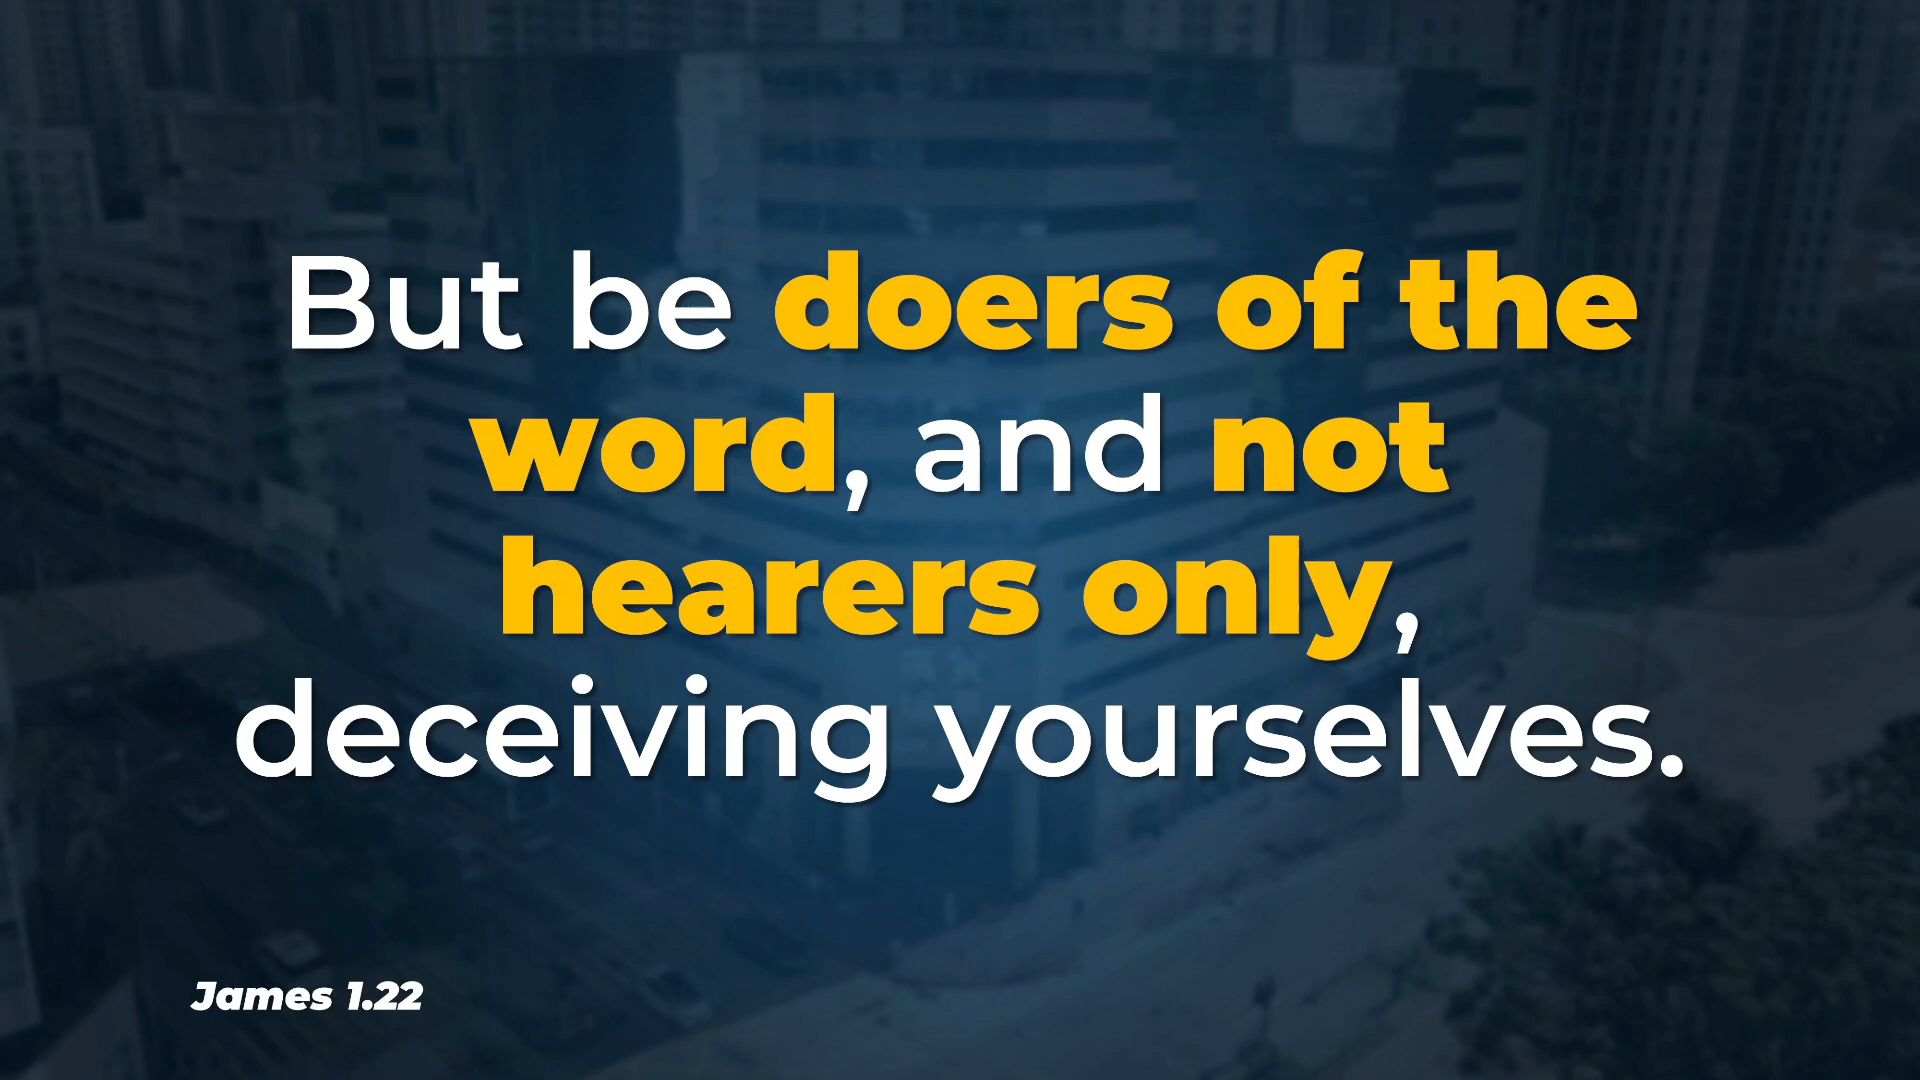 But be doers of the
word, and not
hearers only,
deceiving yourselves.
James 1.22